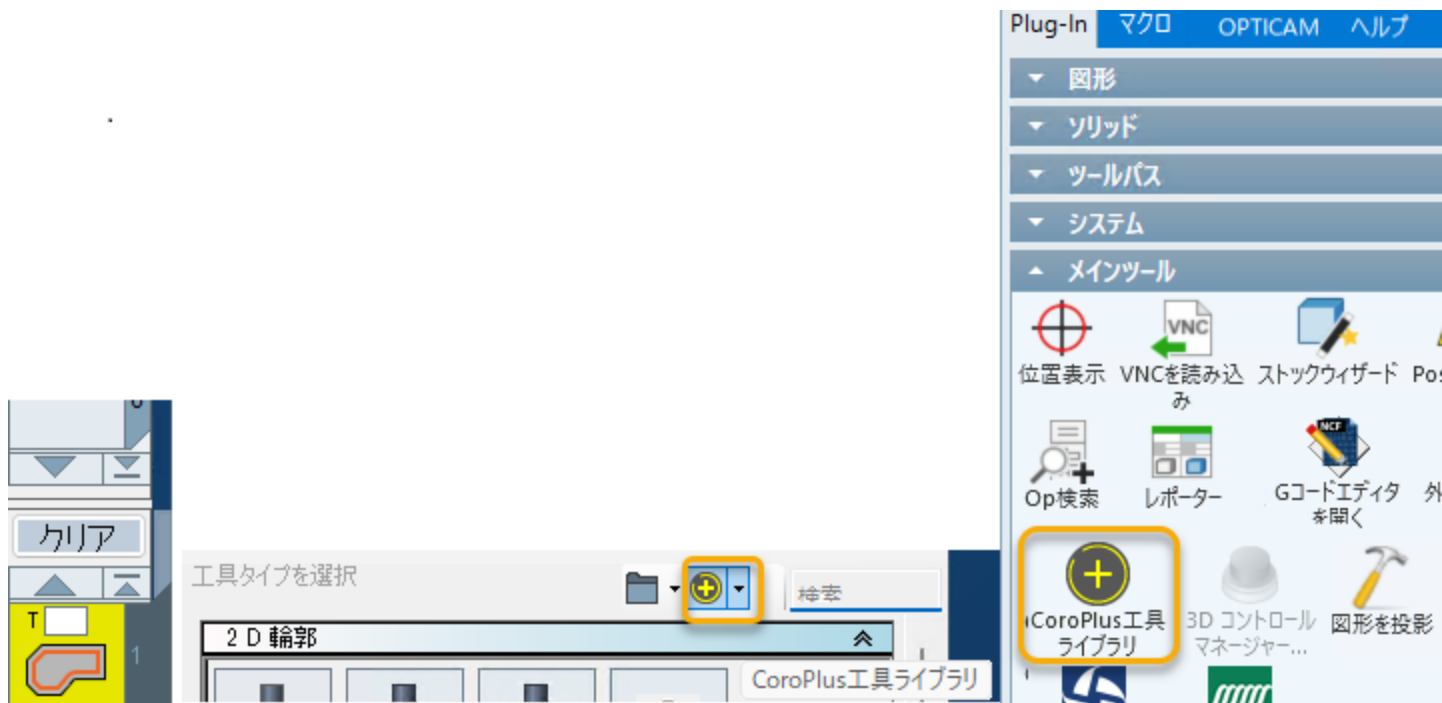 Plug-In マクロ OPTICAM ヘルプ
図形
ソリッド
ツールパス
システム
メインツール
VNC
位置表示 VNCを読み込み ストックウィザード
NCF
Op検索 レポーター Gコードエディタを開く
CoroPlus工具ライブラリ 3D コントロールマネージャー... 図形を投影
クリア
T
1
工具タイプを選択
検索
2D輪郭
CoroPlus工具ライブラリ